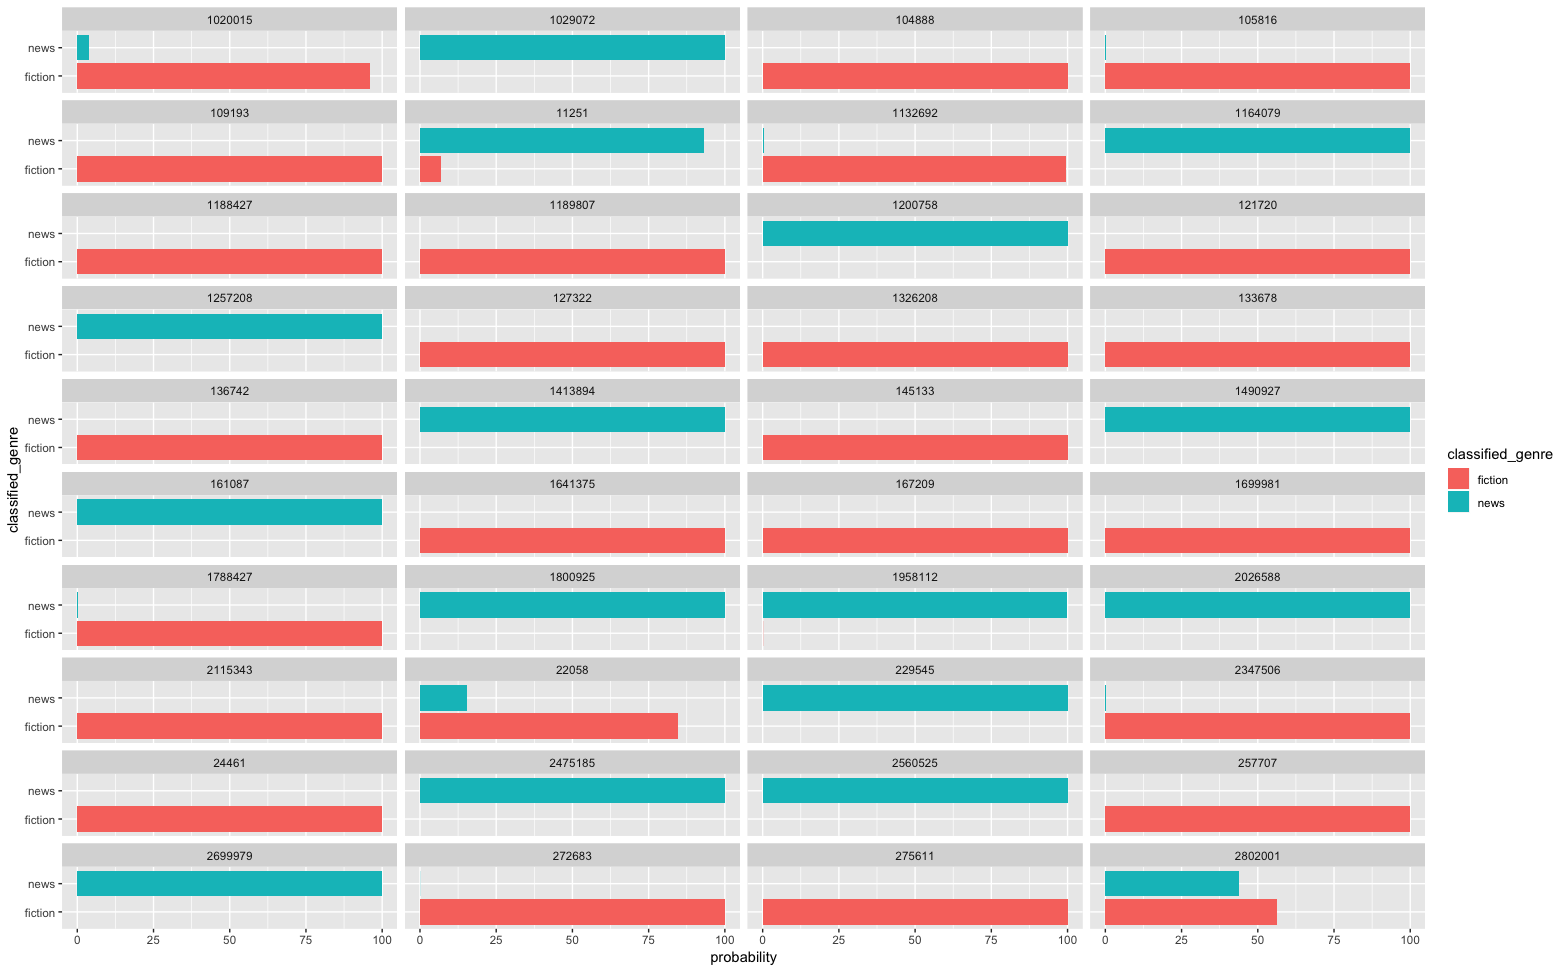 1020015 1029072 104888 105816
news
fiction
109193 11251 1132692 1164079
news
fiction
1188427 1189807 1200758 121720
news
fiction
1257208 127322 1326208 133678
news
fiction
136742 1413894 145133 1490927
news
fiction
161087 1641375 167209 1699981
news
fiction
1788427 1800925 1958112 2026588
news
fiction
2115343 22058 229545 2347506
news
fiction
24461 2475185 2560525 257707
news
fiction
2699979 272683 275611 2802001
news
fiction
0 25 50 75 100 0 25 50 75 100 0 25 50 75 100 0 25 50 75 100
probability
classified_genre
classified_genre
fiction
news